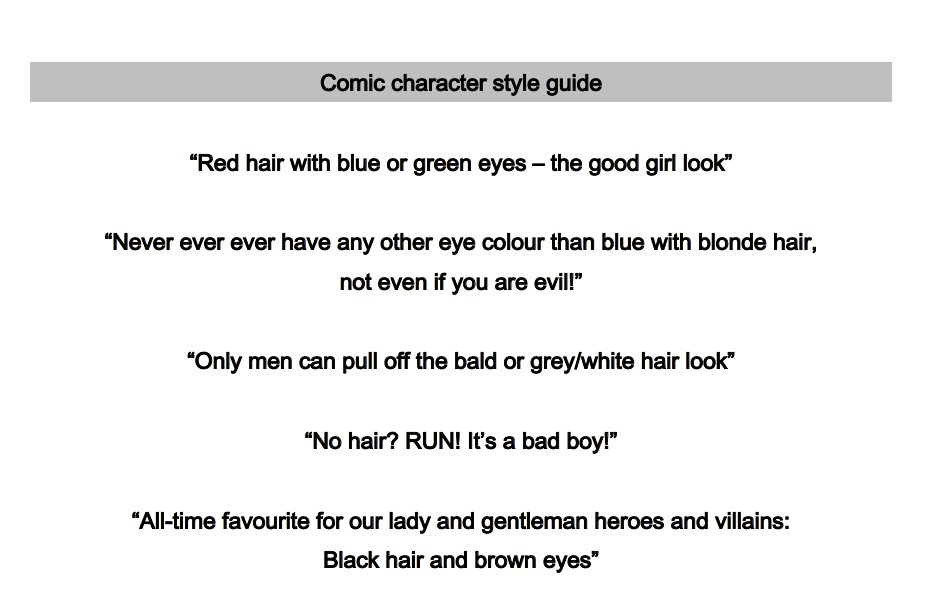 Comic character style guide
“Red hair with blue or green eyes – the good girl look”
“Never ever ever have any other eye colour than blue with blonde hair,
not even if you are evil!”
“Only men can pull off the bald or grey/white hair look”
“No hair? RUN! It’s a bad boy!”
“All-time favourite for our lady and gentleman heroes and villains:
Black hair and brown eyes”